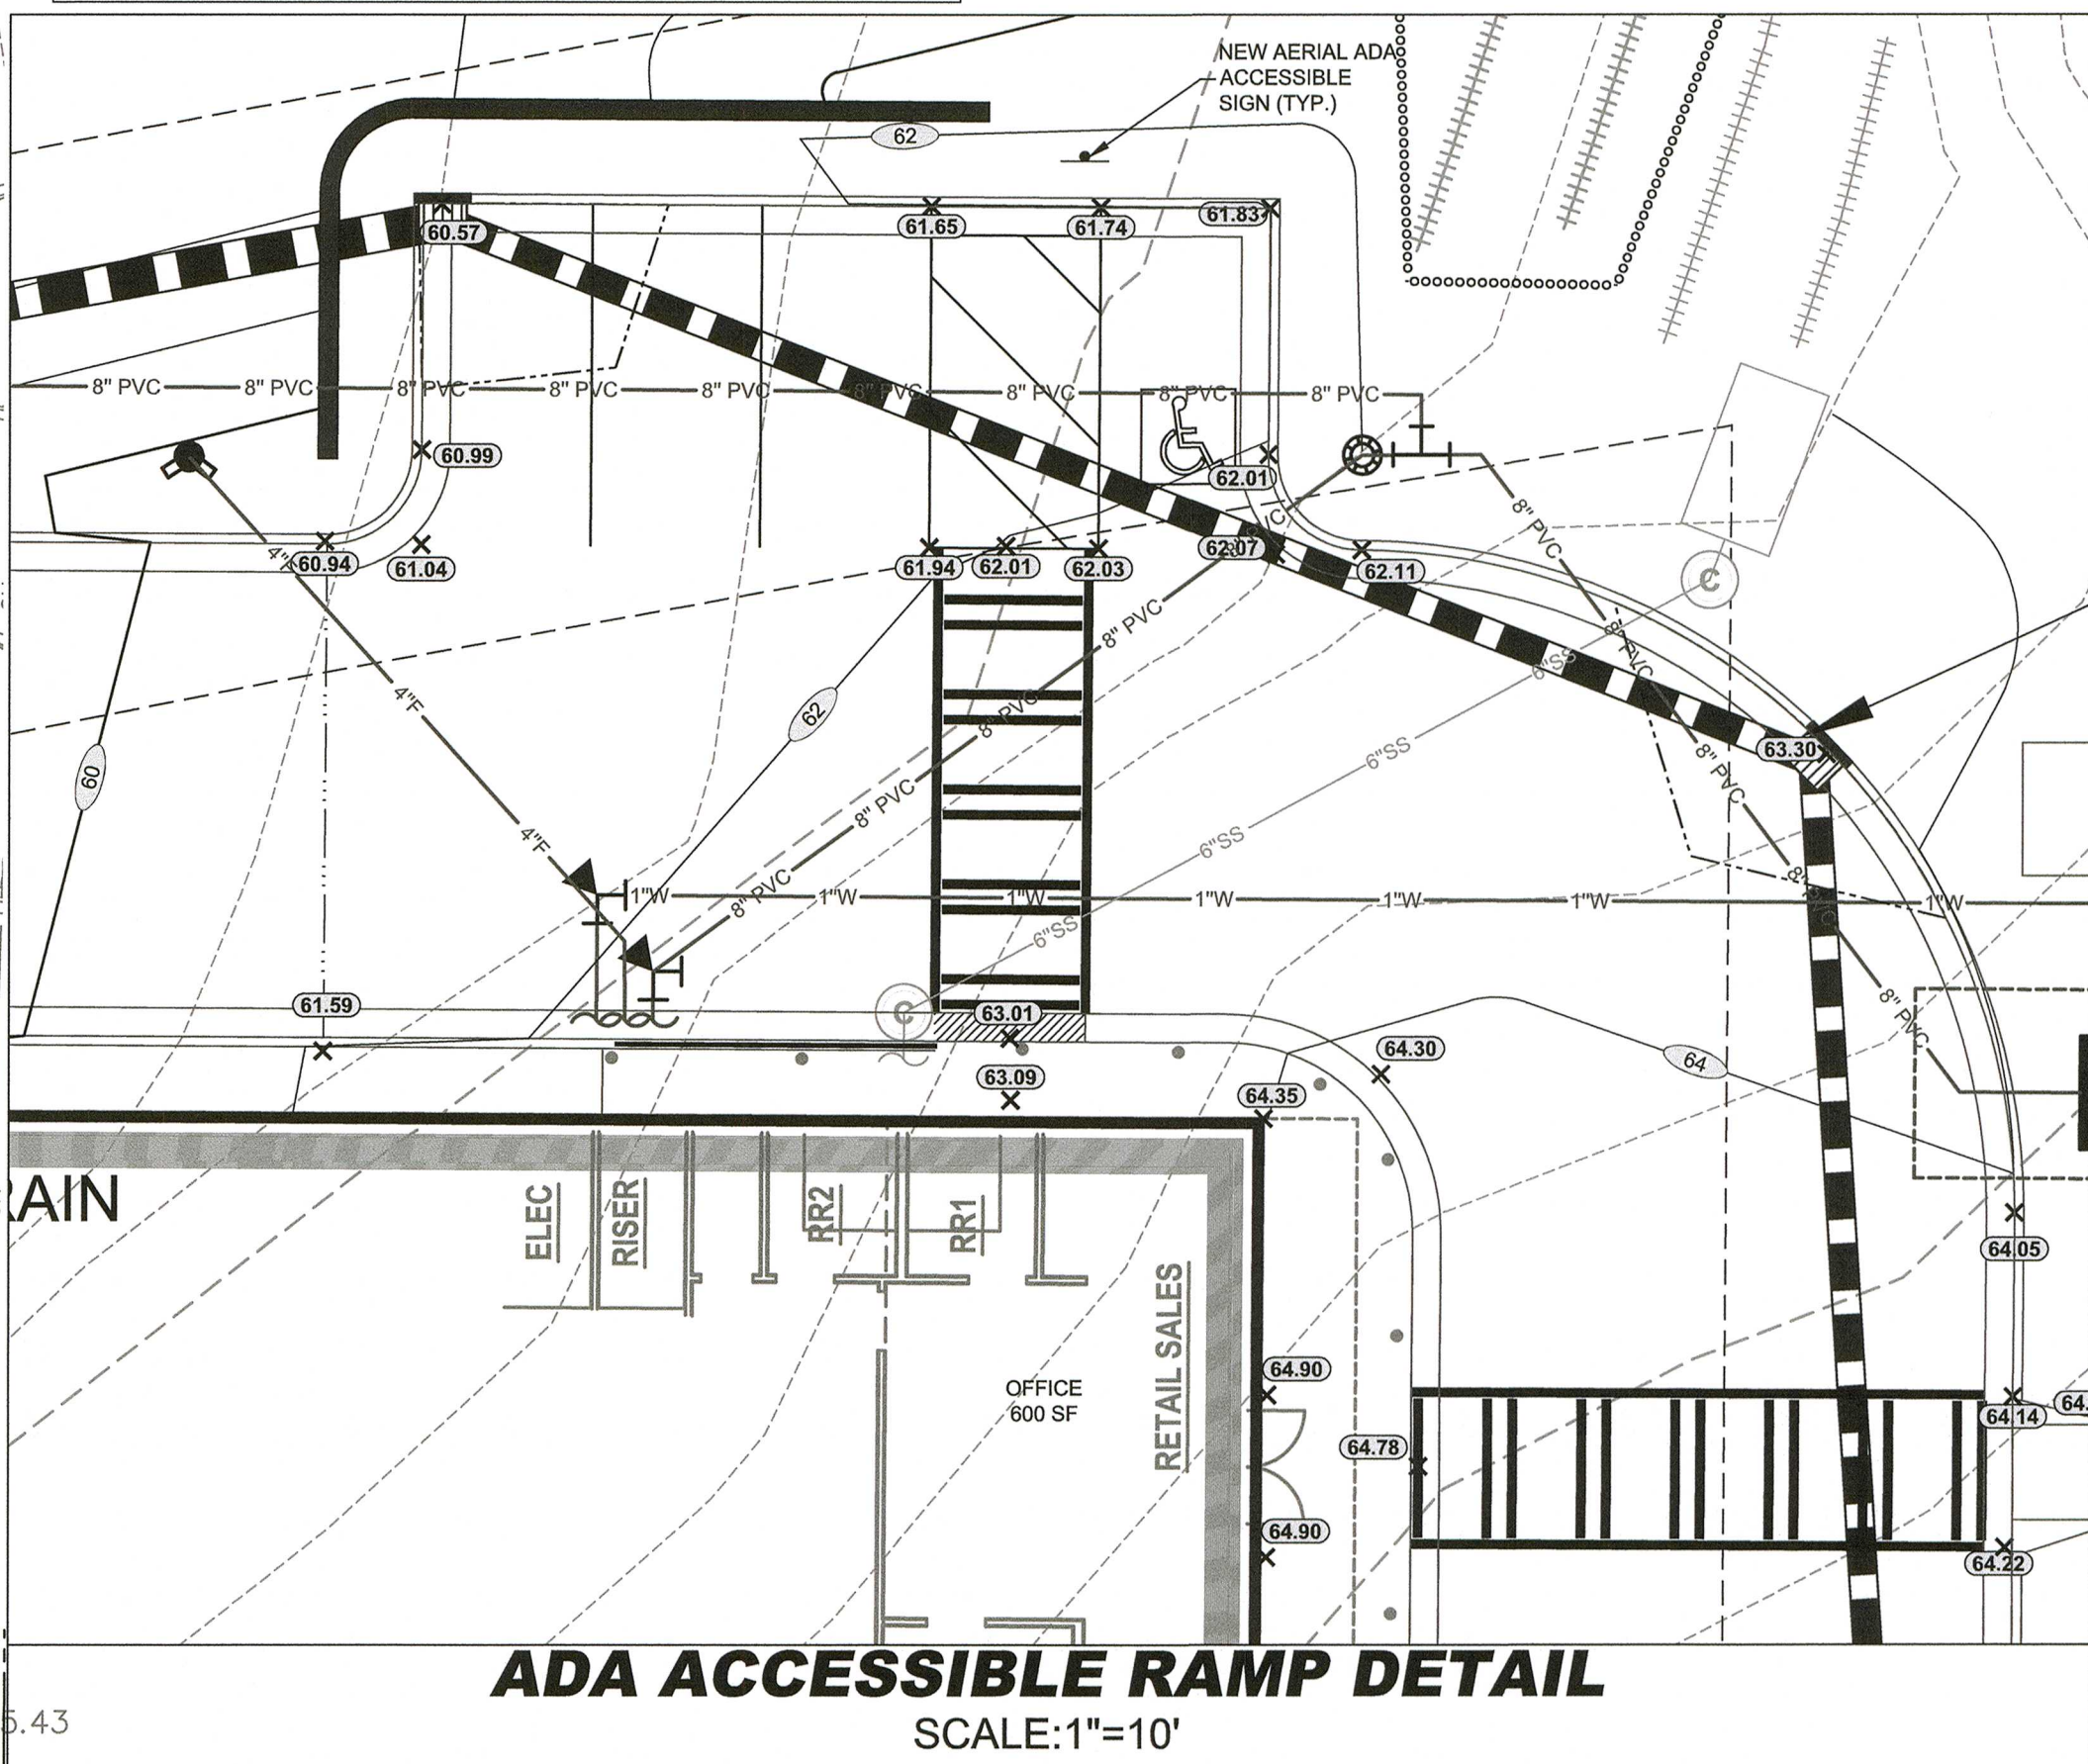 NEW AERIAL ADA
ACCESSIBLE
SIGN (TYP.)
62
60.57
61.65
61.74
61.83
8" PVC
8" PVC
8" PVC
8" PVC
8" PVC
8" PVC
8" PVC
8" PVC
8" PVC
60.99
62.01
8" PVC
60.94
61.04
61.94
62.01
62.03
62.07
62.11
C
4"F
8" PVC
8" PVC
6"SS
4"F
62
8" PVC
6"SS
63.30
8" PVC
60
8" PVC
4"F
6"SS
8" PVC
1"W
1"W
1"W
1"W
1"W
1"W
1"W
6"SS
61.59
C
63.01
8" PVC
64.30
64
63.09
64.35
RAIN
ELEC
RISER
RR2
RR1
64.05
RETAIL SALES
OFFICE
600 SF
64.90
64.14
64.
64.78
64.90
64.22
ADA ACCESSIBLE RAMP DETAIL
SCALE:1"=10'
5.43